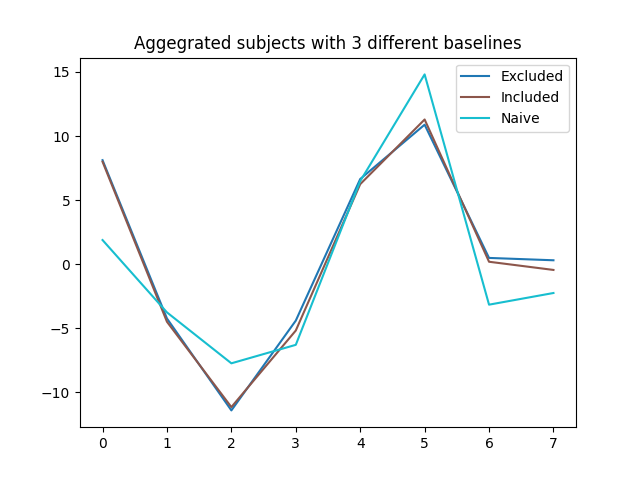 Aggegrated subjects with 3 different baselines
Excluded
Included
Naive
15
10
5
0
−5
−10
0 1 2 3 4 5 6 7